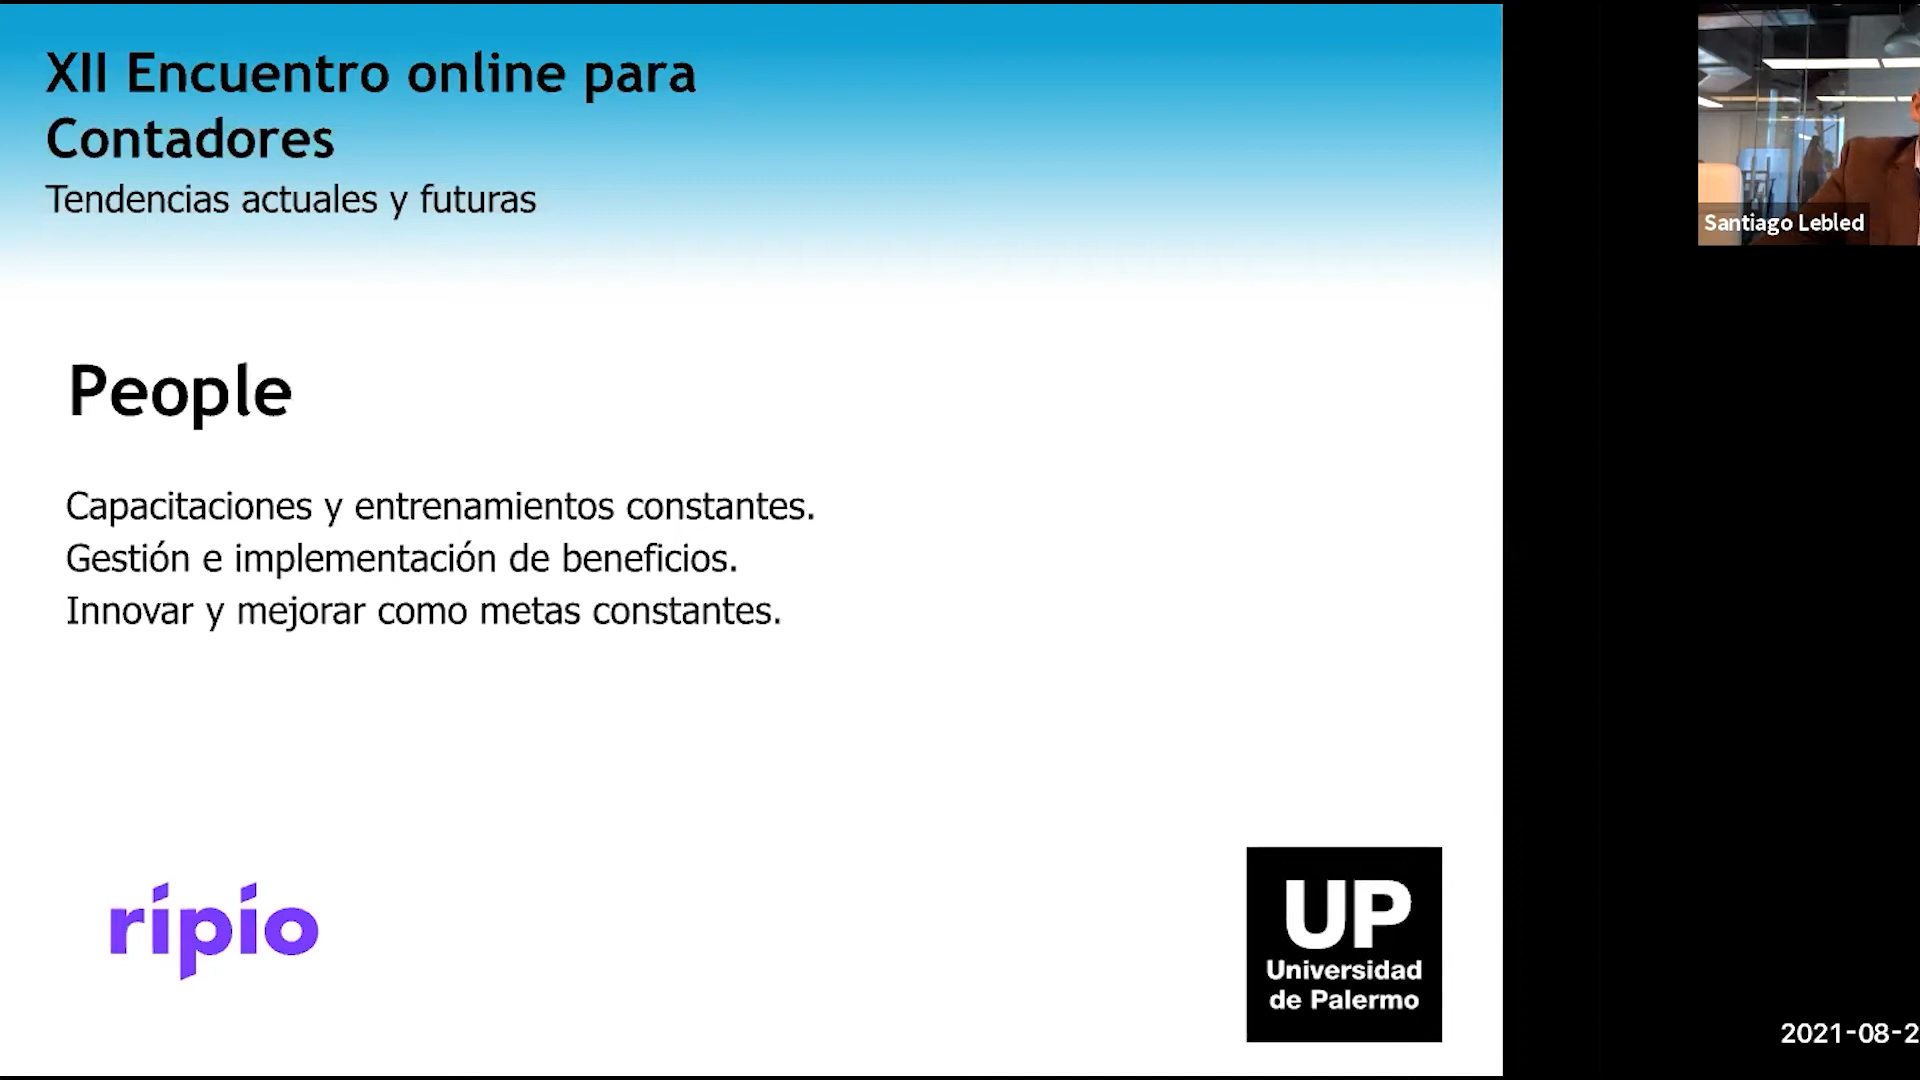 XII Encuentro online para
Contadores
Tendencias actuales y futuras
Santiago Lebled
People
Capacitaciones y entrenamientos constantes.
Gestión e implementación de beneficios.
Innovar y mejorar como metas constantes.
ripio
UP
Universidad
de Palermo
2021-08-2